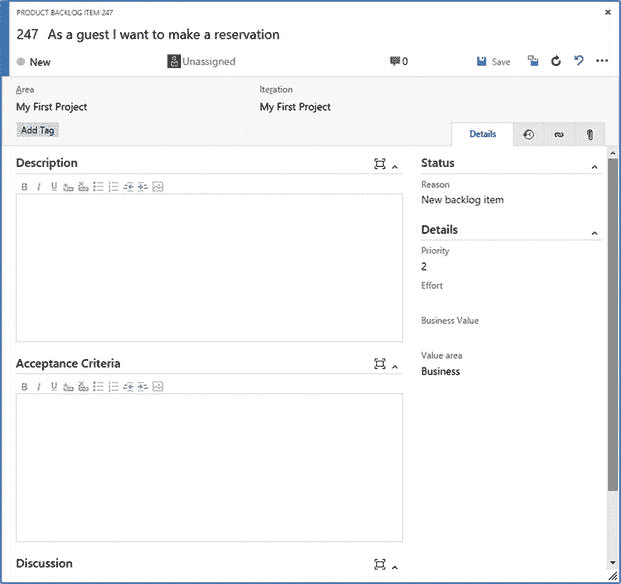 PRODUCT BACKLOG ITEM 247
247 As a guest I want to make a reservation
New Unassigned 0 Save
Area Iteration
My First Project My First Project
Add Tag
Details
Description Status
Reason
B I U New backlog item
Details
Priority
2
Effort
Business Value
Value area
Acceptance Criteria Business
B I U
Discussion